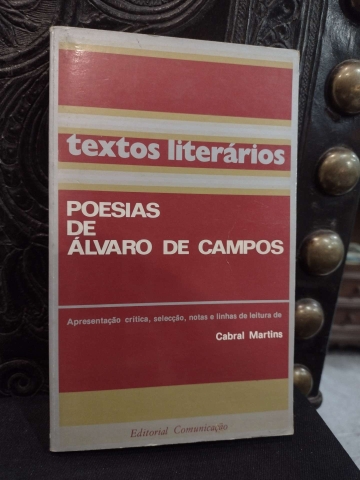 textos literários
POESIAS
DE
ÁLVARO DE CAMPOS
Apresentação crítica, selecção, notas e linhas de leitura de
Cabral Martins
Editorial Comunicação